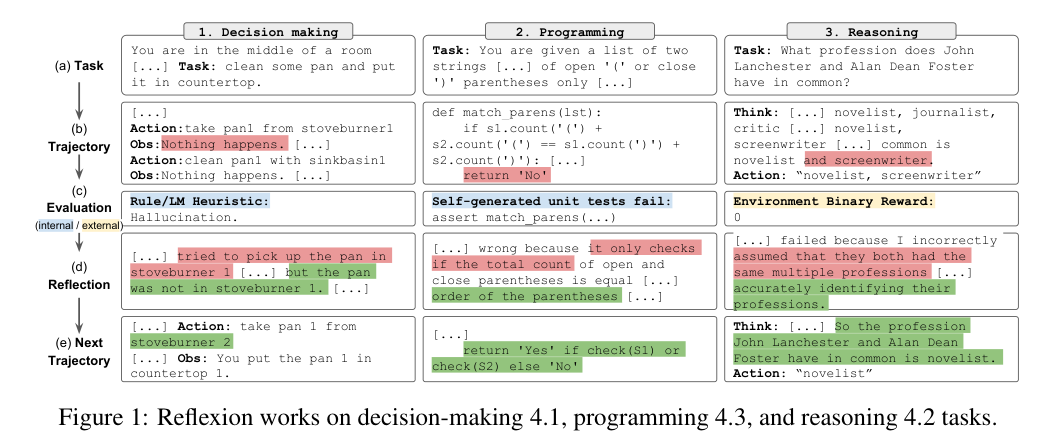 1. Decision making
2. Programming
3. Reasoning
(a) Task
You are in the middle of a room
[...] Task: clean some pan and put
it in countertop.
Task: You are given a list of two
strings [...] of open '(' or close
')' parentheses only [...]
Task: What profession does John
Lanchester and Alan Dean Foster
have in common?
(b)
Trajectory
[...]
Action:take pan1 from stoveburner1
Obs:Nothing happens. [...]
Action:clean pan1 with sinkbasin1
Obs:Nothing happens. [...]
def match_parens(lst):
if s1.count('(') +
s2.count('(') == s1.count(')') +
s2.count(')'): [...]
return 'No'
Think: [...] novelist, journalist,
critic [...] novelist,
screenwriter [...] common is
novelist and screenwriter.
Action: “novelist, screenwriter”
(c)
Evaluation
(internal / external)
Rule/LM Heuristic:
Hallucination.
Self-generated unit tests fail:
assert match_parens(...)
Environment Binary Reward:
0
(d)
Reflection
[...] tried to pick up the pan in
stoveburner 1 [...] but the pan
was not in stoveburner 1. [...]
[...] wrong because it only checks
if the total count of open and
close parentheses is equal [...]
order of the parentheses [...]
[...] failed because I incorrectly
assumed that they both had the
same multiple professions [...]
accurately identifying their
professions.
(e) Next
Trajectory
[...] Action: take pan 1 from
stoveburner 2
[...] Obs: You put the pan 1 in
countertop 1.
[...]
return 'Yes' if check(S1) or
check(S2) else 'No'
Think: [...] So the profession
John Lanchester and Alan Dean
Foster have in common is novelist.
Action: “novelist”
Figure 1: Reflexion works on decision-making 4.1, programming 4.3, and reasoning 4.2 tasks.